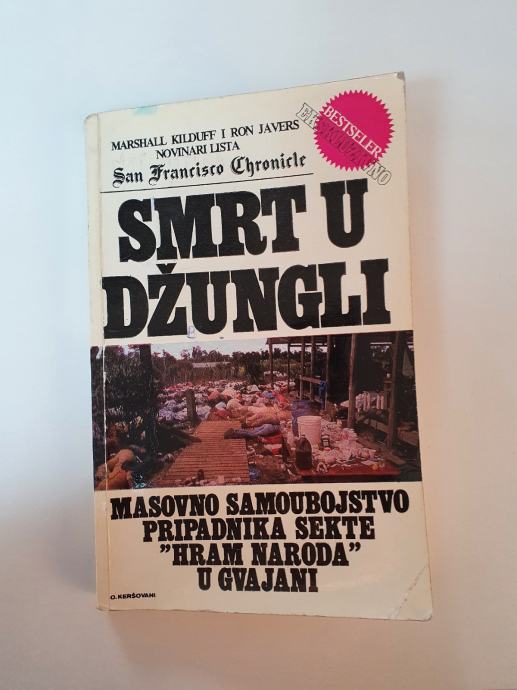 MARSHALL KILDUFF I RON JAVERS
NOVINARI LISTA
San Francisco Chronicle
BESTSELER
SMRT U
DŽUNGLI
MASOVNO SAMOUBOJSTVO
PRIPADNIKA SEKTE
"HRAM NARODA"
U GVAJANI
O. KERŠOVANI